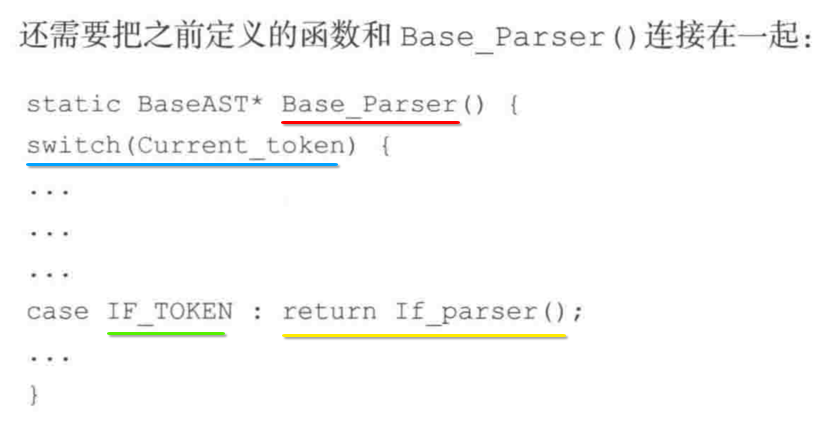 还需要把之前定义的函数和 Base_Parser()连接在一起:
static BaseAST* Base_Parser() {
switch(Current_token) {
...
...
...
case IF_TOKEN : return If_parser();
...
}